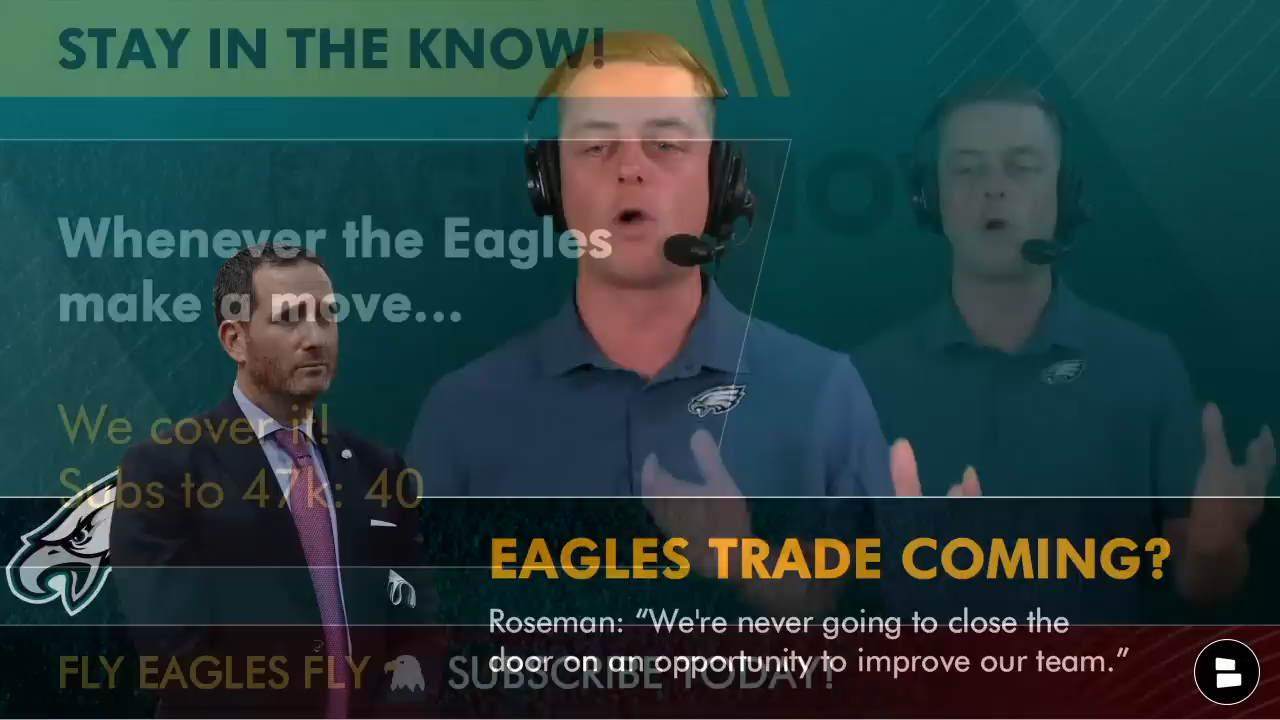 STAY IN THE KNOW!
Whenever the Eagles
make a move...
We cover it!
Subs to 47k: 40
EAGLES TRADE COMING?
Roseman: “We're never going to close the
door on an opportunity to improve our team.”
FLY EAGLES FLY SUBSCRIBE TODAY!